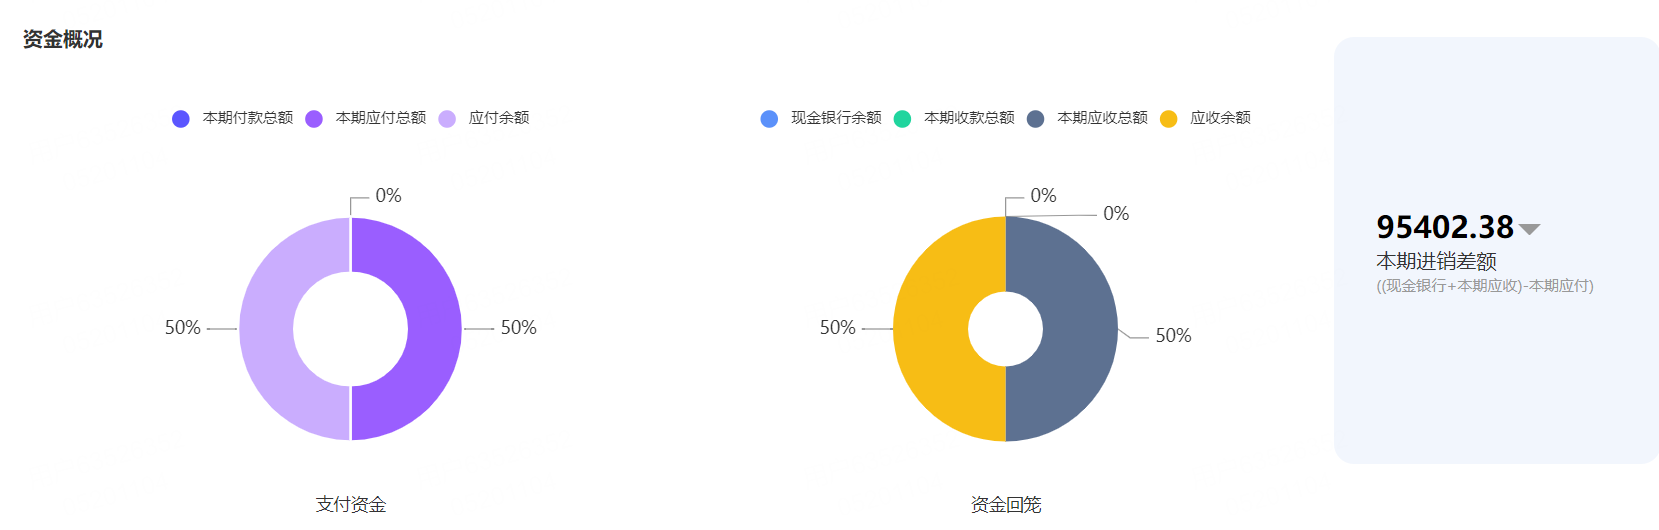 资金概况
本期付款总额 本期应付总额 应付余额
0%
50%
50%
支付资金
现金银行余额 本期收款总额 本期应收总额 应收余额
0%
0%
50%
50%
资金回笼
95402.38
本期进销差额
((现金银行+本期应收)-本期应付)